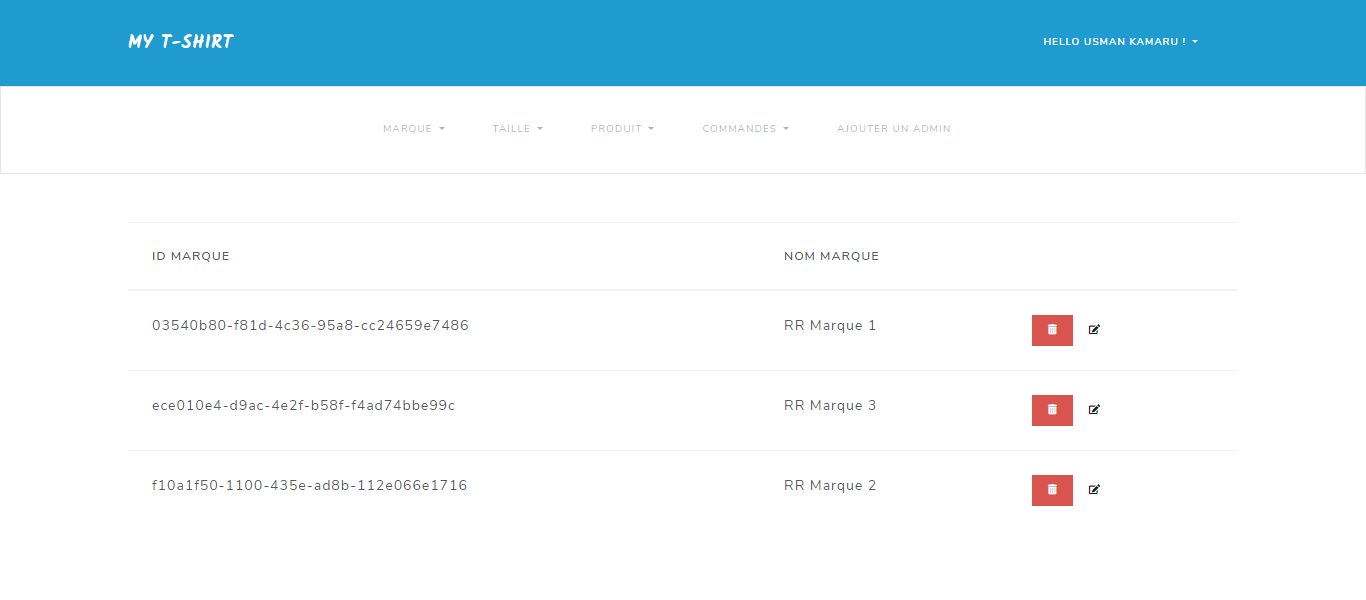 MY T-SHIRT
HELLO USMAN KAMARU !
MARQUE TAILLE PRODUIT COMMANDES AJOUTER UN ADMIN
ID MARQUE NOM MARQUE
03540b80-f81d-4c36-95a8-cc24659e7486 RR Marque 1
ece010e4-d9ac-4e2f-b58f-f4ad74bbe99c RR Marque 3
f10a1f50-1100-435e-ad8b-112e066e1716 RR Marque 2